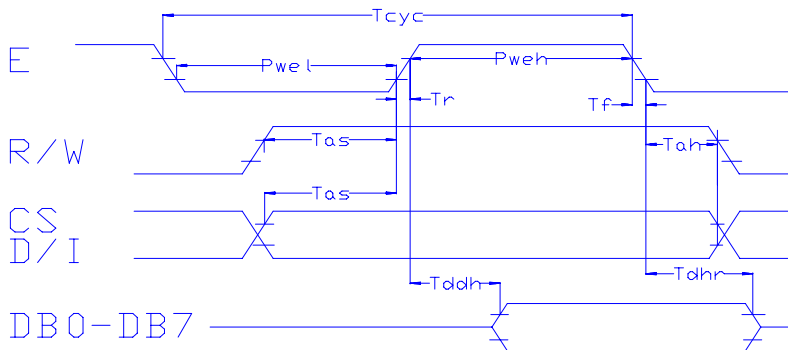 Tcyc
E
Pwel
Pweh
Tr
Tf
R/W
Tas
Tah
Tas
CS
D/I
Tddh
Tdhr
DB0-DB7